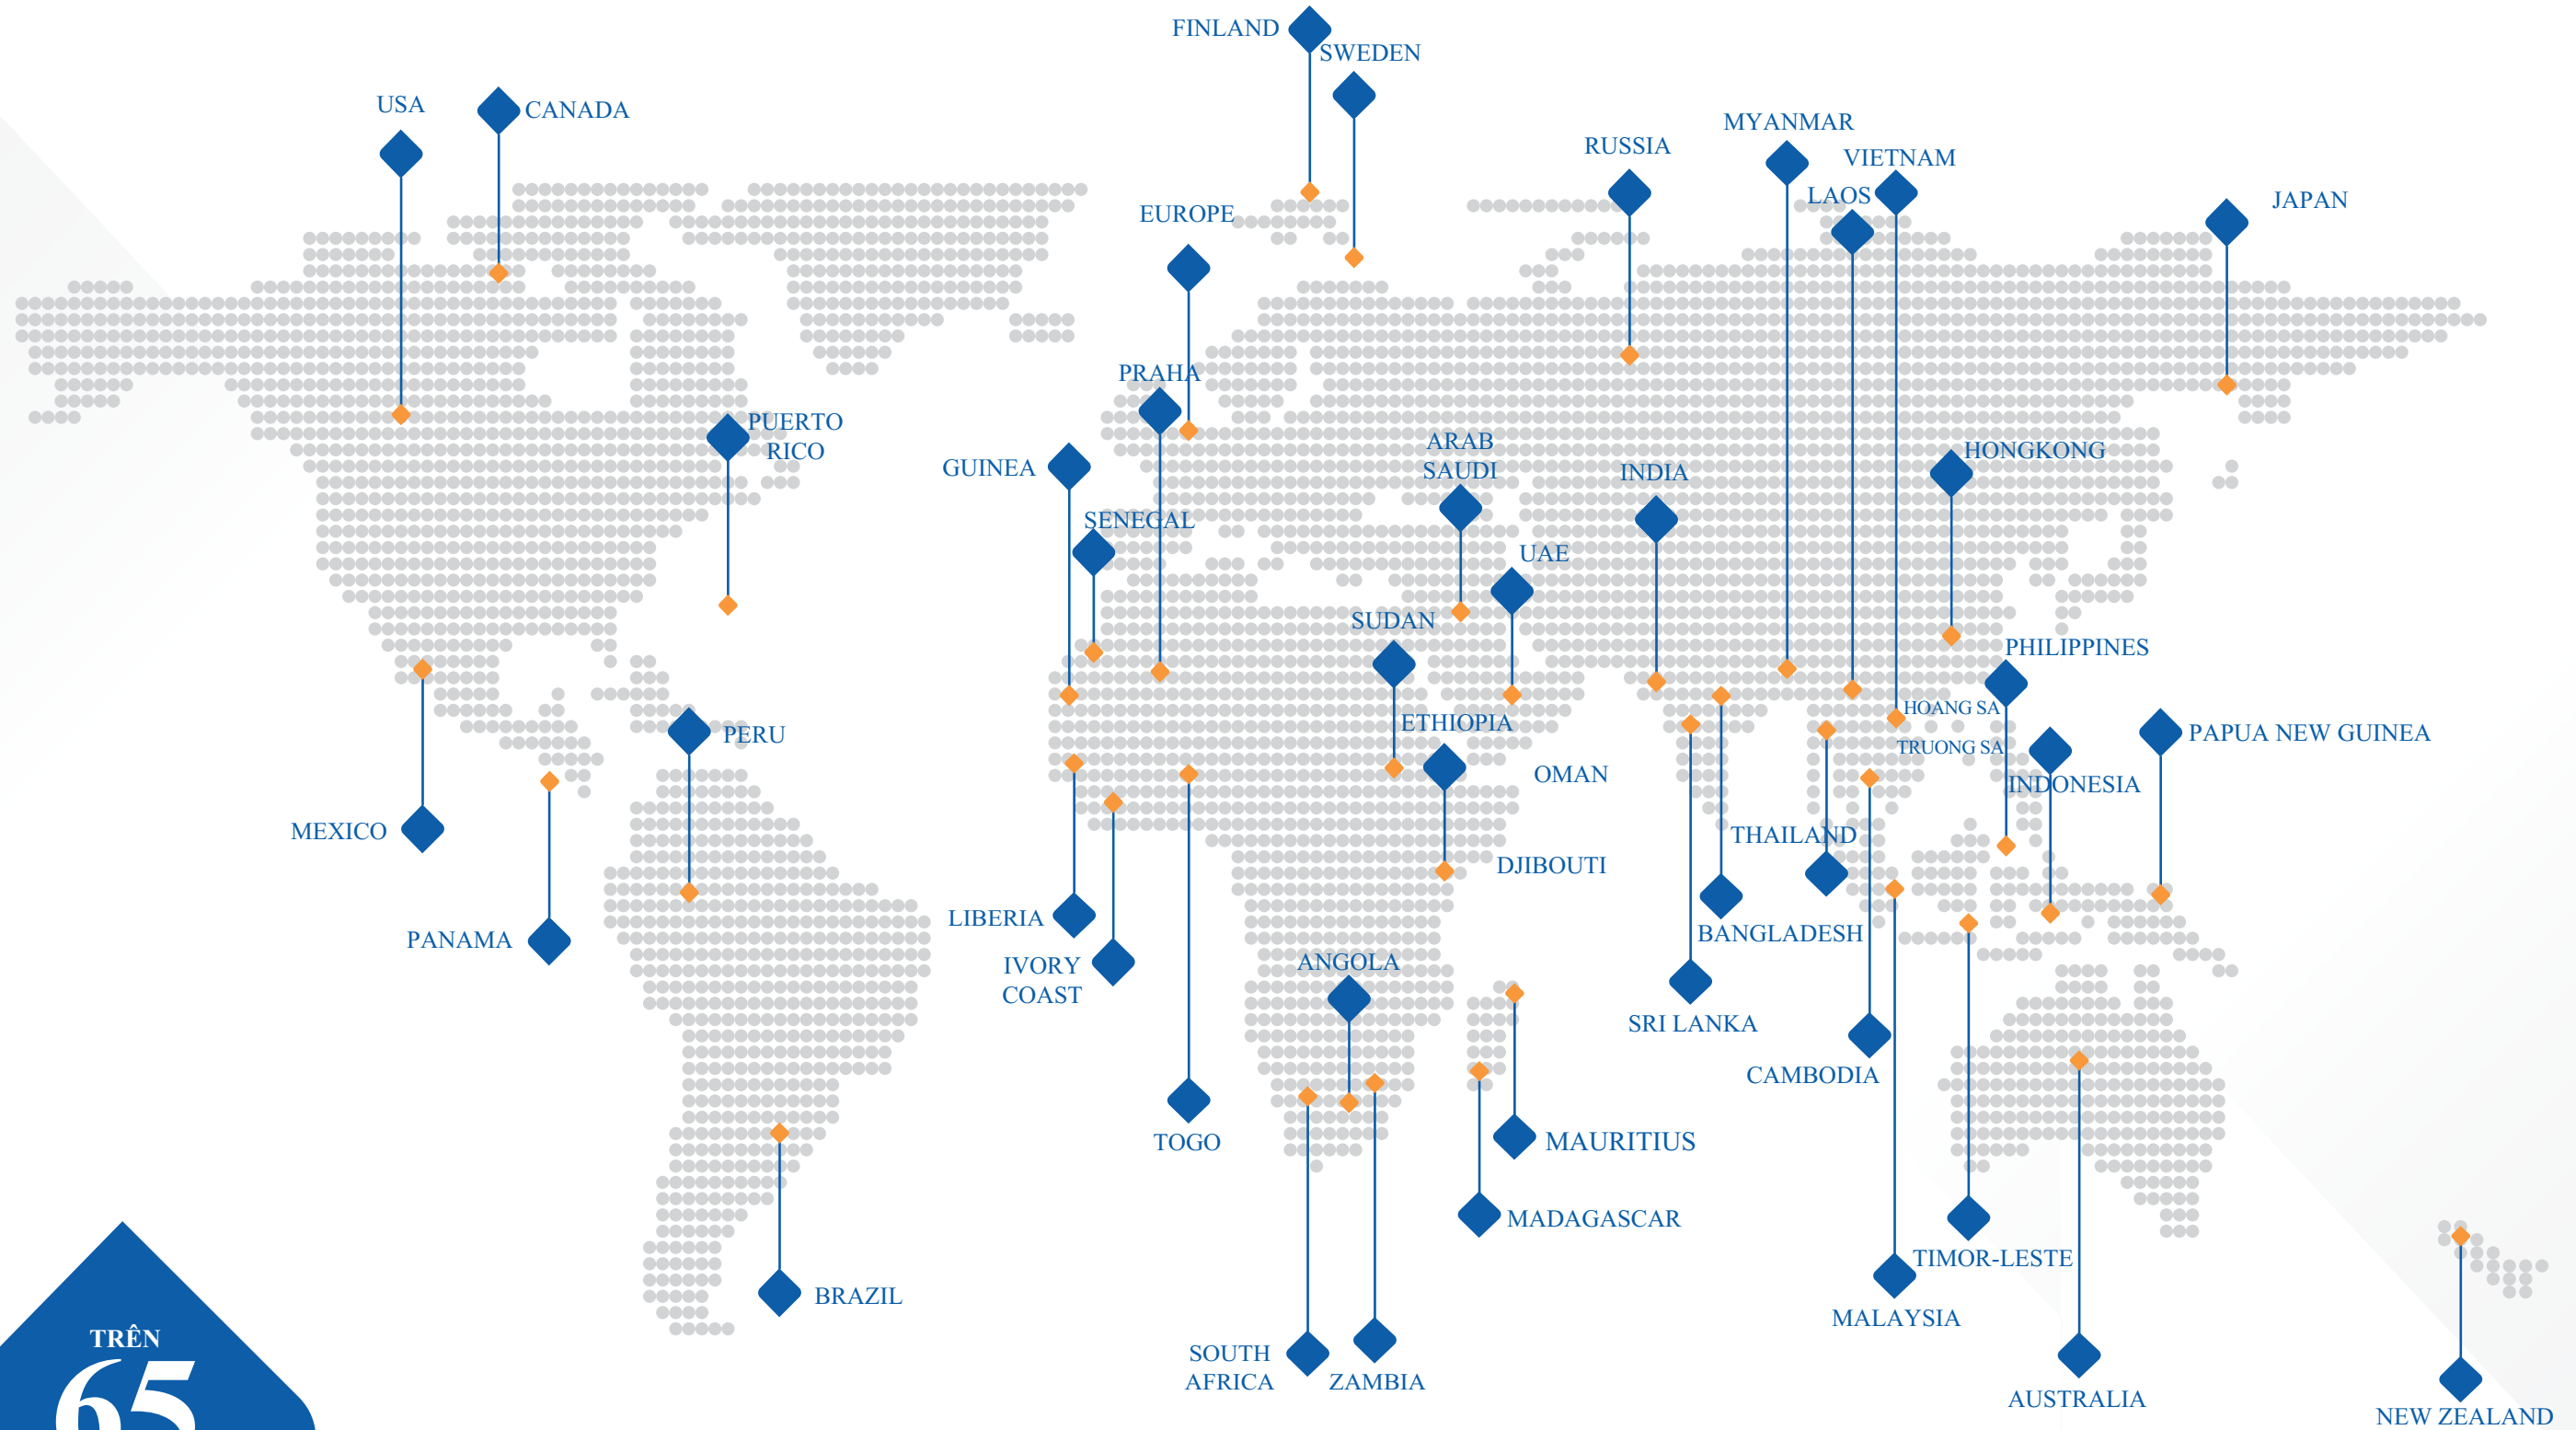 FINLAND
SWEDEN
USA
CANADA
MYANMAR
RUSSIA
VIETNAM
LAOS
JAPAN
EUROPE
PRAHA
PUERTO
RICO
GUINEA
ARAB
SAUDI
INDIA
HONGKONG
SENEGAL
UAE
SUDAN
PHILIPPINES
HOANG SA
TRUONG SA
ETHIOPIA
PERU
PAPUA NEW GUINEA
OMAN
INDONESIA
MEXICO
THAILAND
DJIBOUTI
LIBERIA
PANAMA
BANGLADESH
IVORY
COAST
ANGOLA
SRI LANKA
CAMBODIA
TOGO
MAURITIUS
MADAGASCAR
TIMOR-LESTE
BRAZIL
MALAYSIA
TRÊN
65
SOUTH
AFRICA
ZAMBIA
AUSTRALIA
NEW ZEALAND